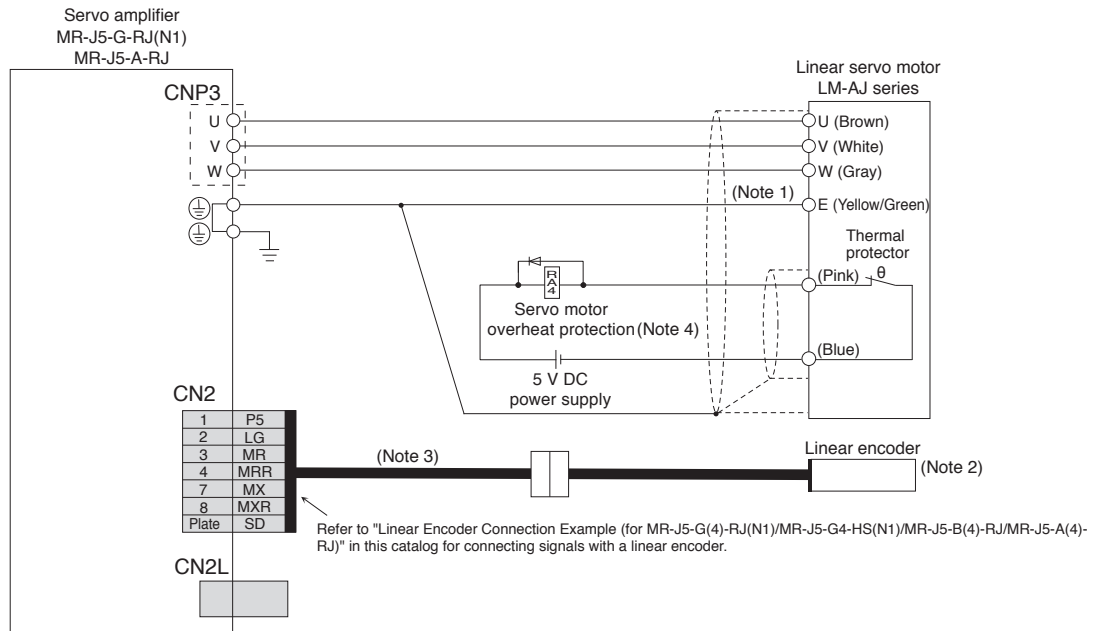 Servo amplifier
MR-J5-G-RJ(N1)
MR-J5-A-RJ
Linear servo motor
LM-AJ series
CNP3
U
V
W
U (Brown)
V (White)
W (Gray)
(Note 1)
E (Yellow/Green)
Thermal
protector
(Pink)
θ
RA4
Servo motor
overheat protection(Note 4)
(Blue)
5 V DC
power supply
CN2
1 P5
2 LG
3 MR
4 MRR
7 MX
8 MXR
Plate SD
(Note 3)
Linear encoder
(Note 2)
Refer to "Linear Encoder Connection Example (for MR-J5-G(4)-RJ(N1)/MR-J5-G4-HS(N1)/MR-J5-B(4)-RJ/MR-J5-A(4)-
RJ)" in this catalog for connecting signals with a linear encoder.
CN2L